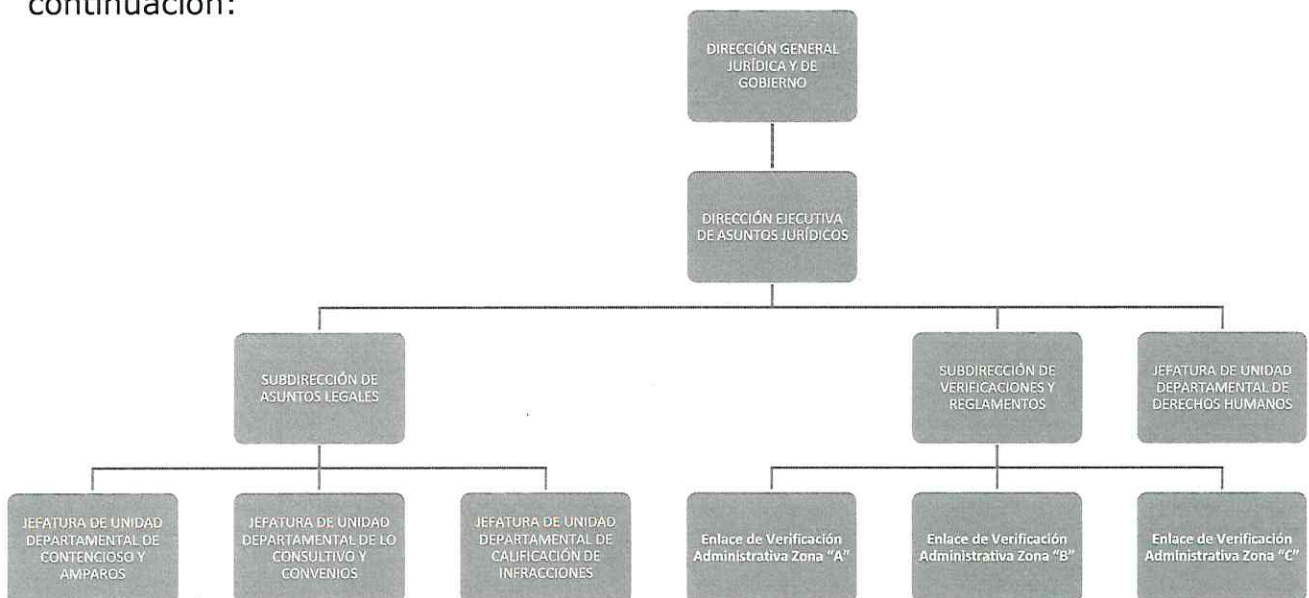 continuación:
DIRECCIÓN GENERAL
JURÍDICA Y DE
GOBIERNO
DIRECCIÓN EJECUTIVA
DE ASUNTOS JURÍDICOS
SUBDIRECCIÓN DE
ASUNTOS LEGALES
SUBDIRECCIÓN DE
VERIFICACIONES Y
REGLAMENTOS
JEFATURA DE UNIDAD
DEPARTAMENTAL DE
DERECHOS HUMANOS
JEFATURA DE UNIDAD
DEPARTAMENTAL DE
CONTENCIOSO Y
AMPAROS
JEFATURA DE UNIDAD
DEPARTAMENTAL DE LO
CONSULTIVO Y
CONVENIOS
JEFATURA DE UNIDAD
DEPARTAMENTAL DE
CALIFICACIÓN DE
INFRACCIONES
Enlace de Verificación
Administrativa Zona "A"
Enlace de Verificación
Administrativa Zona "B"
Enlace de Verificación
Administrativa Zona "C"